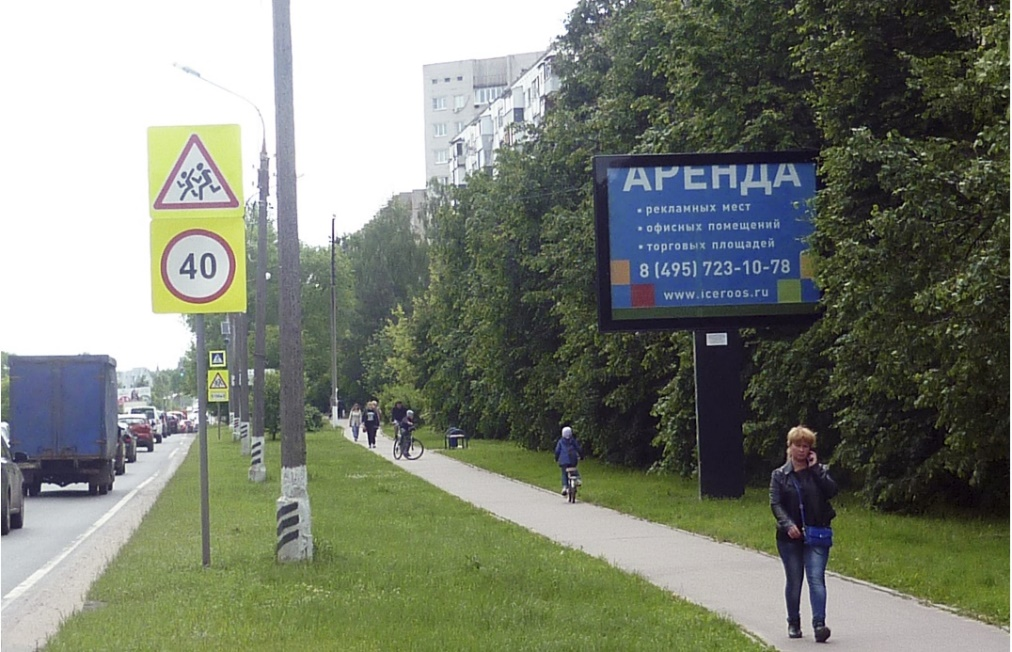 40
АРЕНДА
• рекламных мест
• офисных помещений
• торговых площадей
8 (495) 723-10-78
www.iceroos.ru